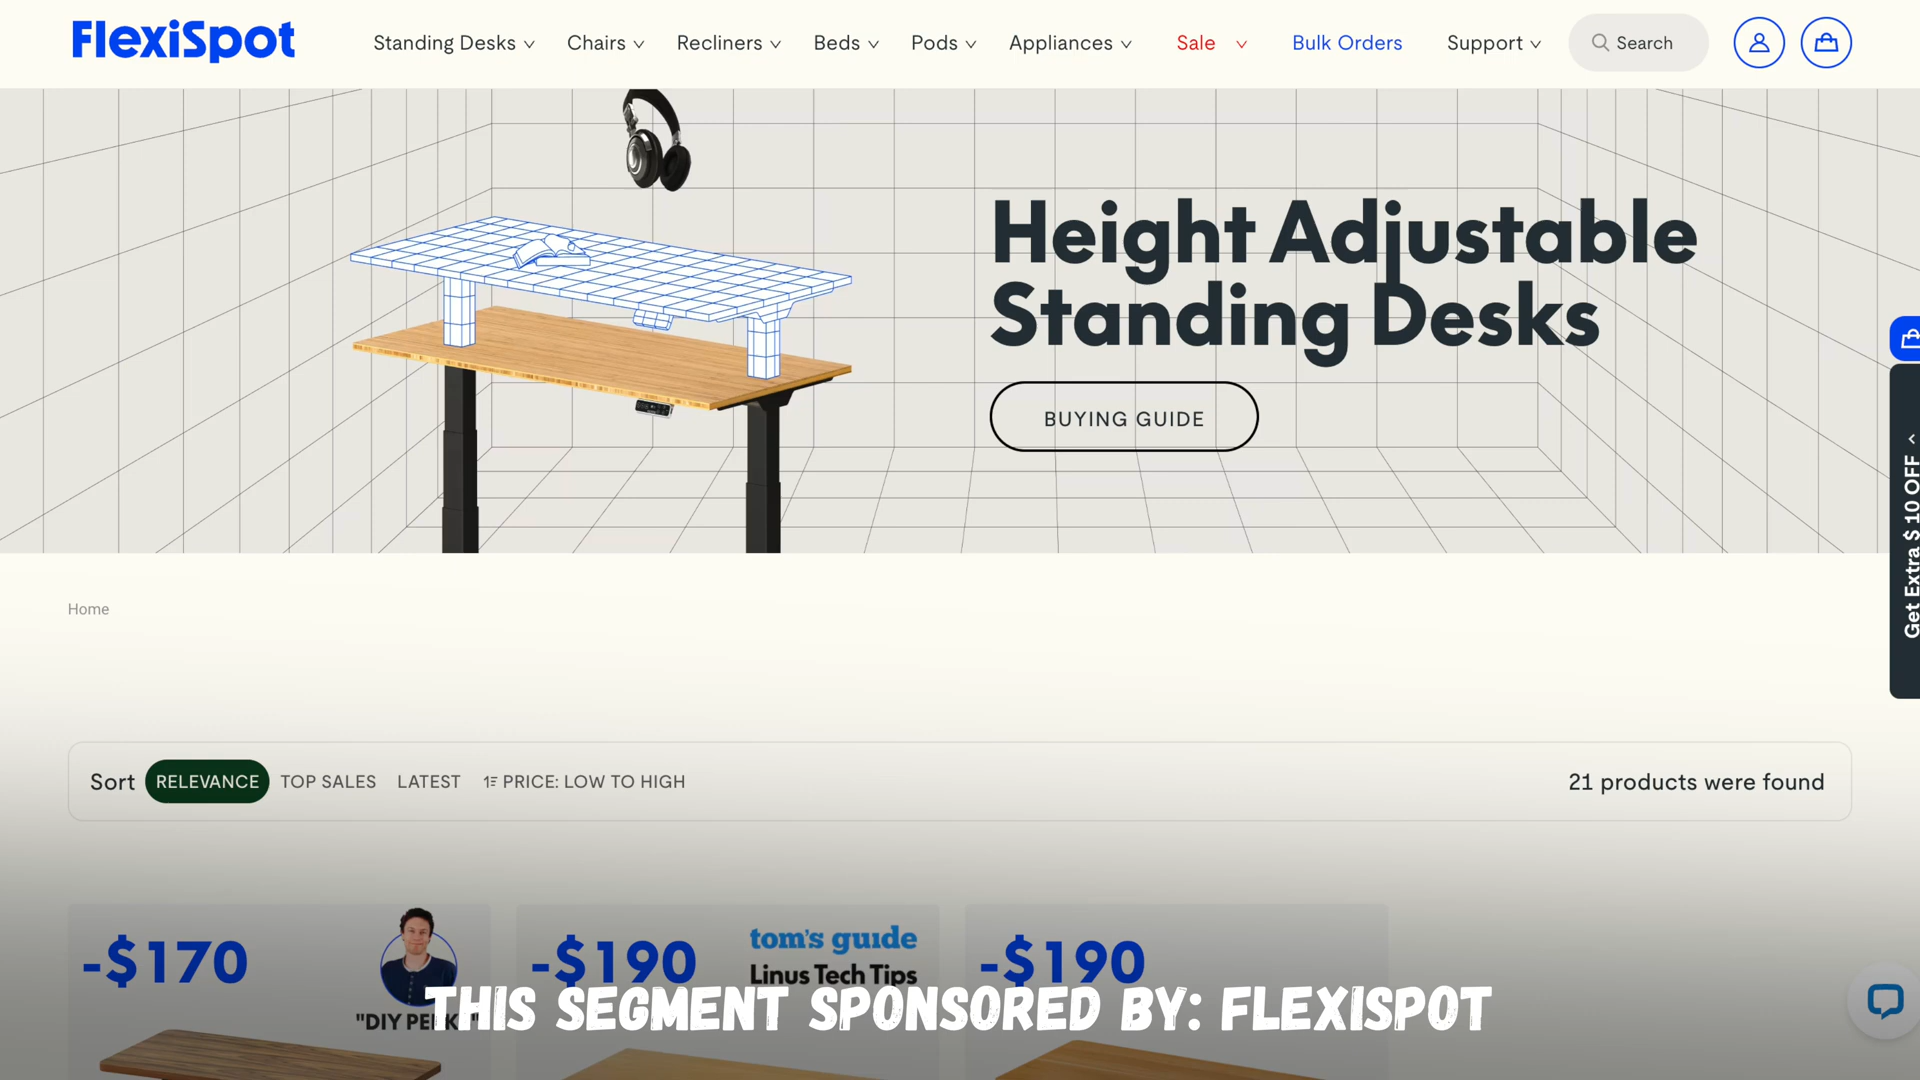 FlexiSpot
Standing Desks
Chairs
Recliners
Beds
Pods
Appliances
Sale
Bulk Orders
Support
Search
Height Adjustable
Standing Desks
BUYING GUIDE
Get Extra $ 10 OFF
Home
Sort
RELEVANCE
TOP SALES
LATEST
PRICE: LOW TO HIGH
21 products were found
-$170
-$190
tom's guide
Linus Tech Tips
-$190
"DIY
THIS SEGMENT SPONSORED BY: FLEXISPOT